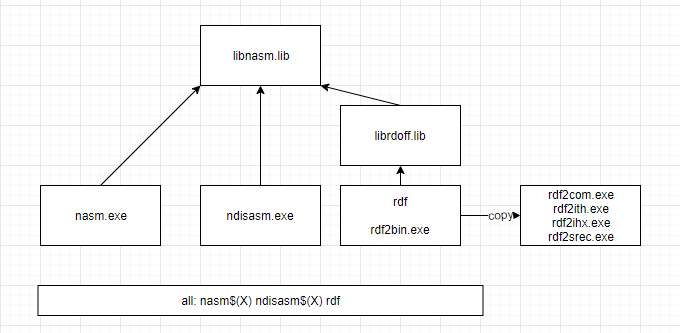 libnasm.lib
librdoff.lib
nasm.exe
ndisasm.exe
rdf
rdf2bin.exe
copy
rdf2com.exe
rdf2ith.exe
rdf2ihx.exe
rdf2srec.exe
all: nasm$(X) ndisasm$(X) rdf